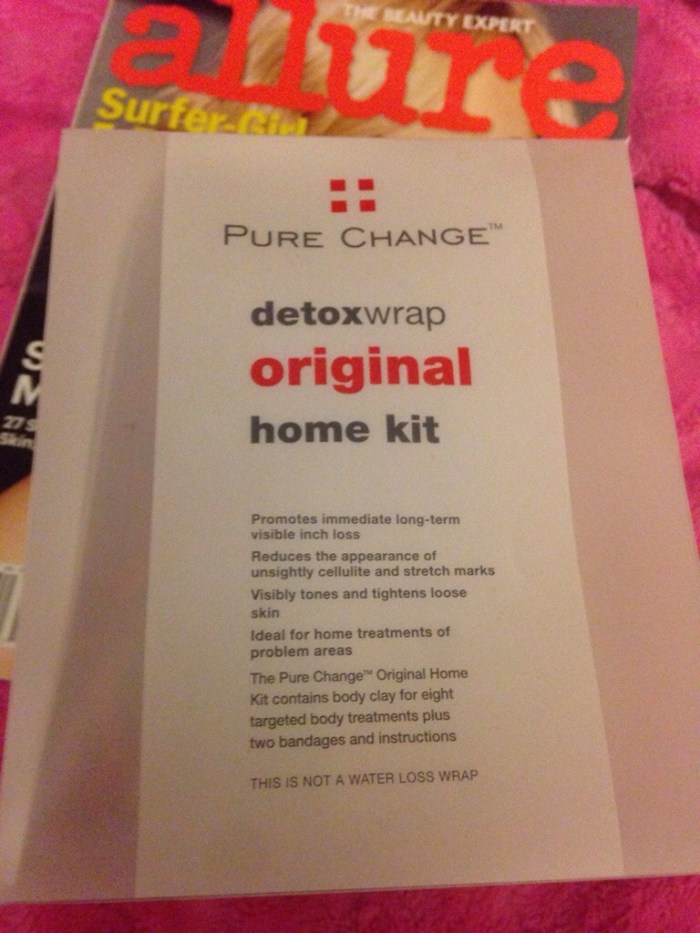 THE BEAUTY EXPERT
allure
Surfer-Girl
S
M
27 S
Skin
PURE CHANGE™
detoxwrap
original
home kit
Promotes immediate long-term
visible inch loss
Reduces the appearance of
unsightly cellulite and stretch marks
Visibly tones and tightens loose
skin
Ideal for home treatments of
problem areas
The Pure Change™ Original Home
Kit contains body clay for eight
targeted body treatments plus
two bandages and instructions
THIS IS NOT A WATER LOSS WRAP